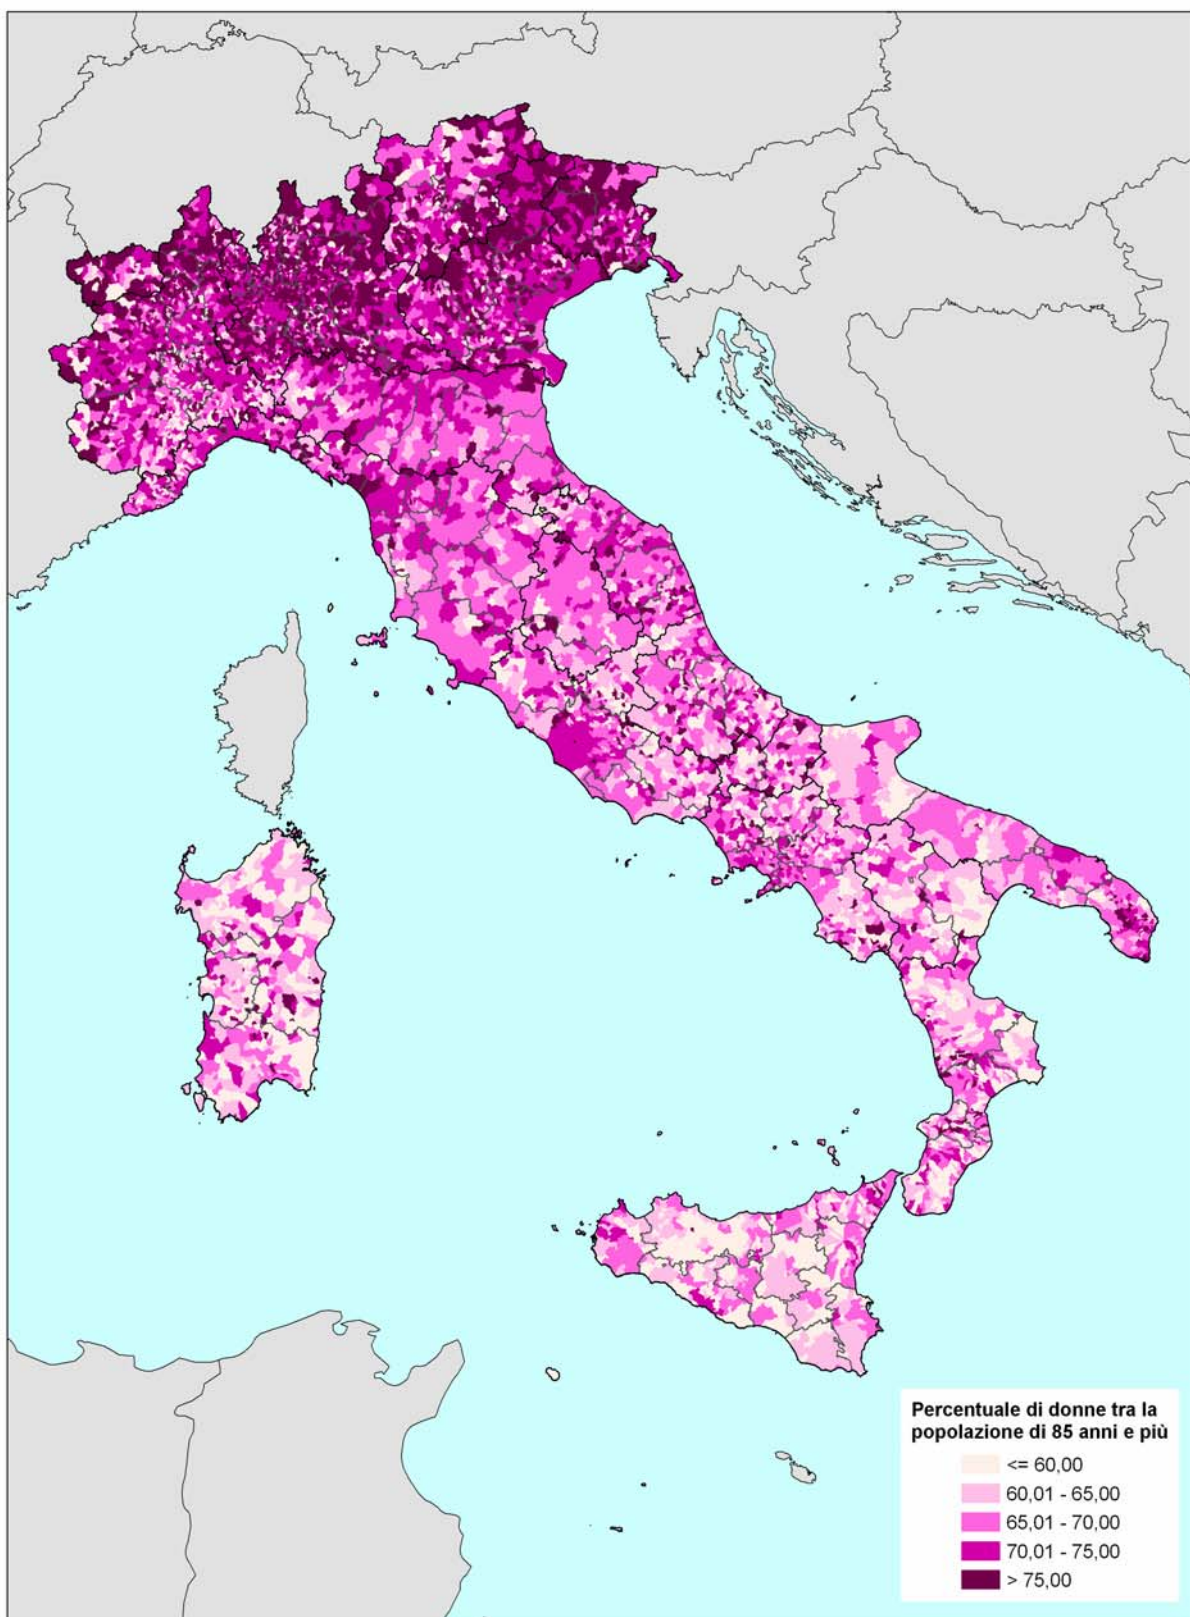 Percentuale di donne tra la
popolazione di 85 anni e più
<= 60,00
60,01 - 65,00
65,01 - 70,00
70,01 - 75,00
> 75,00